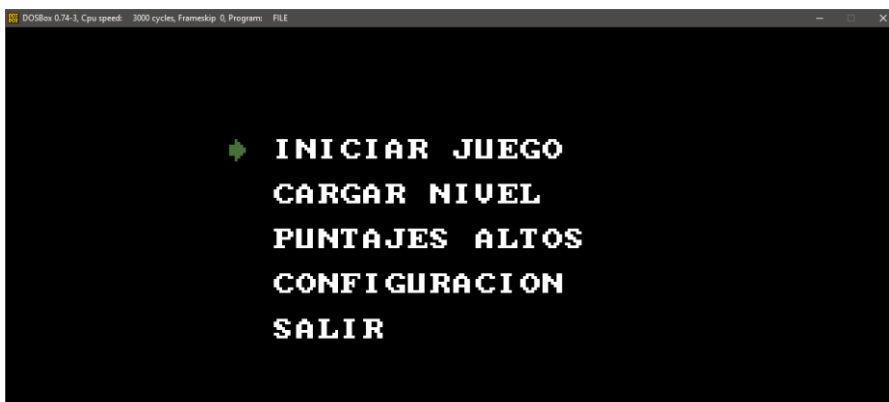 DOSBox 0.74-3, Cpu speed: 3000 cycles, Frameskip 0, Program: FILE
INICIAR JUEGO
CARGAR NIVEL
PUNTAJES ALTOS
CONFIGURACION
SALIR